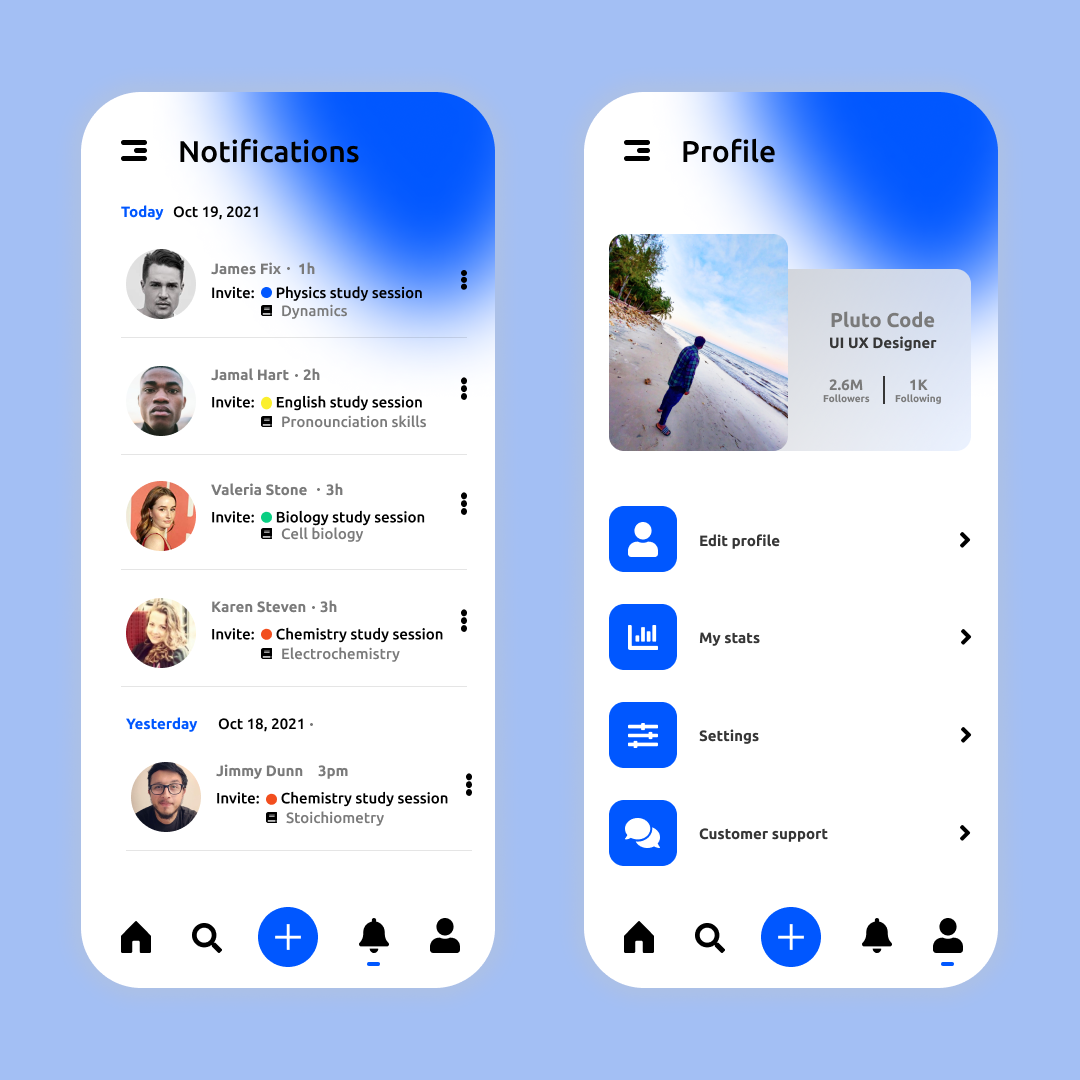 Notifications
Today Oct 19, 2021
James Fix · 1h
Invite: Physics study session
Dynamics
Jamal Hart · 2h
Invite: English study session
Pronounciation skills
Valeria Stone · 3h
Invite: Biology study session
Cell biology
Karen Steven · 3h
Invite: Chemistry study session
Electrochemistry
Yesterday Oct 18, 2021 ·
Jimmy Dunn 3pm
Invite: Chemistry study session
Stoichiometry
Profile
Pluto Code
UI UX Designer
2.6M 1K
Followers Following
Edit profile
My stats
Settings
Customer support